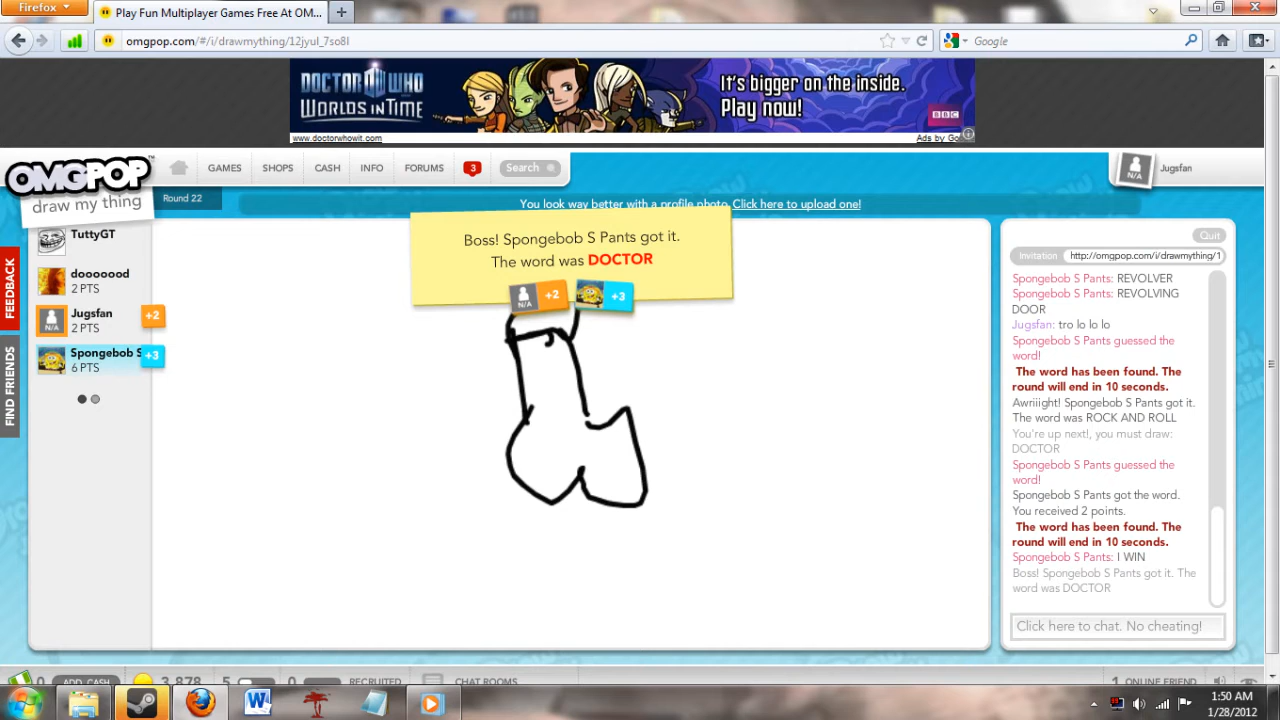 Firefox
Play Fun Multiplayer Games Free At OM...
omgpop.com/#/i/drawmything/12jyul_7so8l
Google
DOCTOR WHO
WORLDS IN TIME
It's bigger on the inside.
Play now!
BBC
www.doctorwhowit.com
Ads by Go
OMGPOP
draw my thing
GAMES
SHOPS
CASH
INFO
FORUMS
3
Search
N/A
Jugsfan
Round 22
You look way better with a profile photo. Click here to upload one!
FEEDBACK
FIND FRIENDS
TuttyGT
dooooood
2 PTS
N/A
Jugsfan
2 PTS
+2
Spongebob S
6 PTS
+3
Boss! Spongebob S Pants got it.
The word was DOCTOR
N/A
+2
+3
Quit
Invitation
http://omgpop.com/i/drawmything/1
Spongebob S Pants: REVOLVER
Spongebob S Pants: REVOLVING
DOOR
Jugsfan: tro lo lo lo
Spongebob S Pants guessed the
word!
The word has been found. The
round will end in 10 seconds.
Awriiight! Spongebob S Pants got it.
The word was ROCK AND ROLL
You're up next!, you must draw:
DOCTOR
Spongebob S Pants guessed the
word!
Spongebob S Pants got the word.
You received 2 points.
The word has been found. The
round will end in 10 seconds.
Spongebob S Pants: I WIN
Boss! Spongebob S Pants got it. The
word was DOCTOR
Click here to chat. No cheating!
0
ADD CASH
3,878
5
0
RECRUITED
CHAT ROOMS
1 ONLINE FRIEND
1:50 AM
1/28/2012